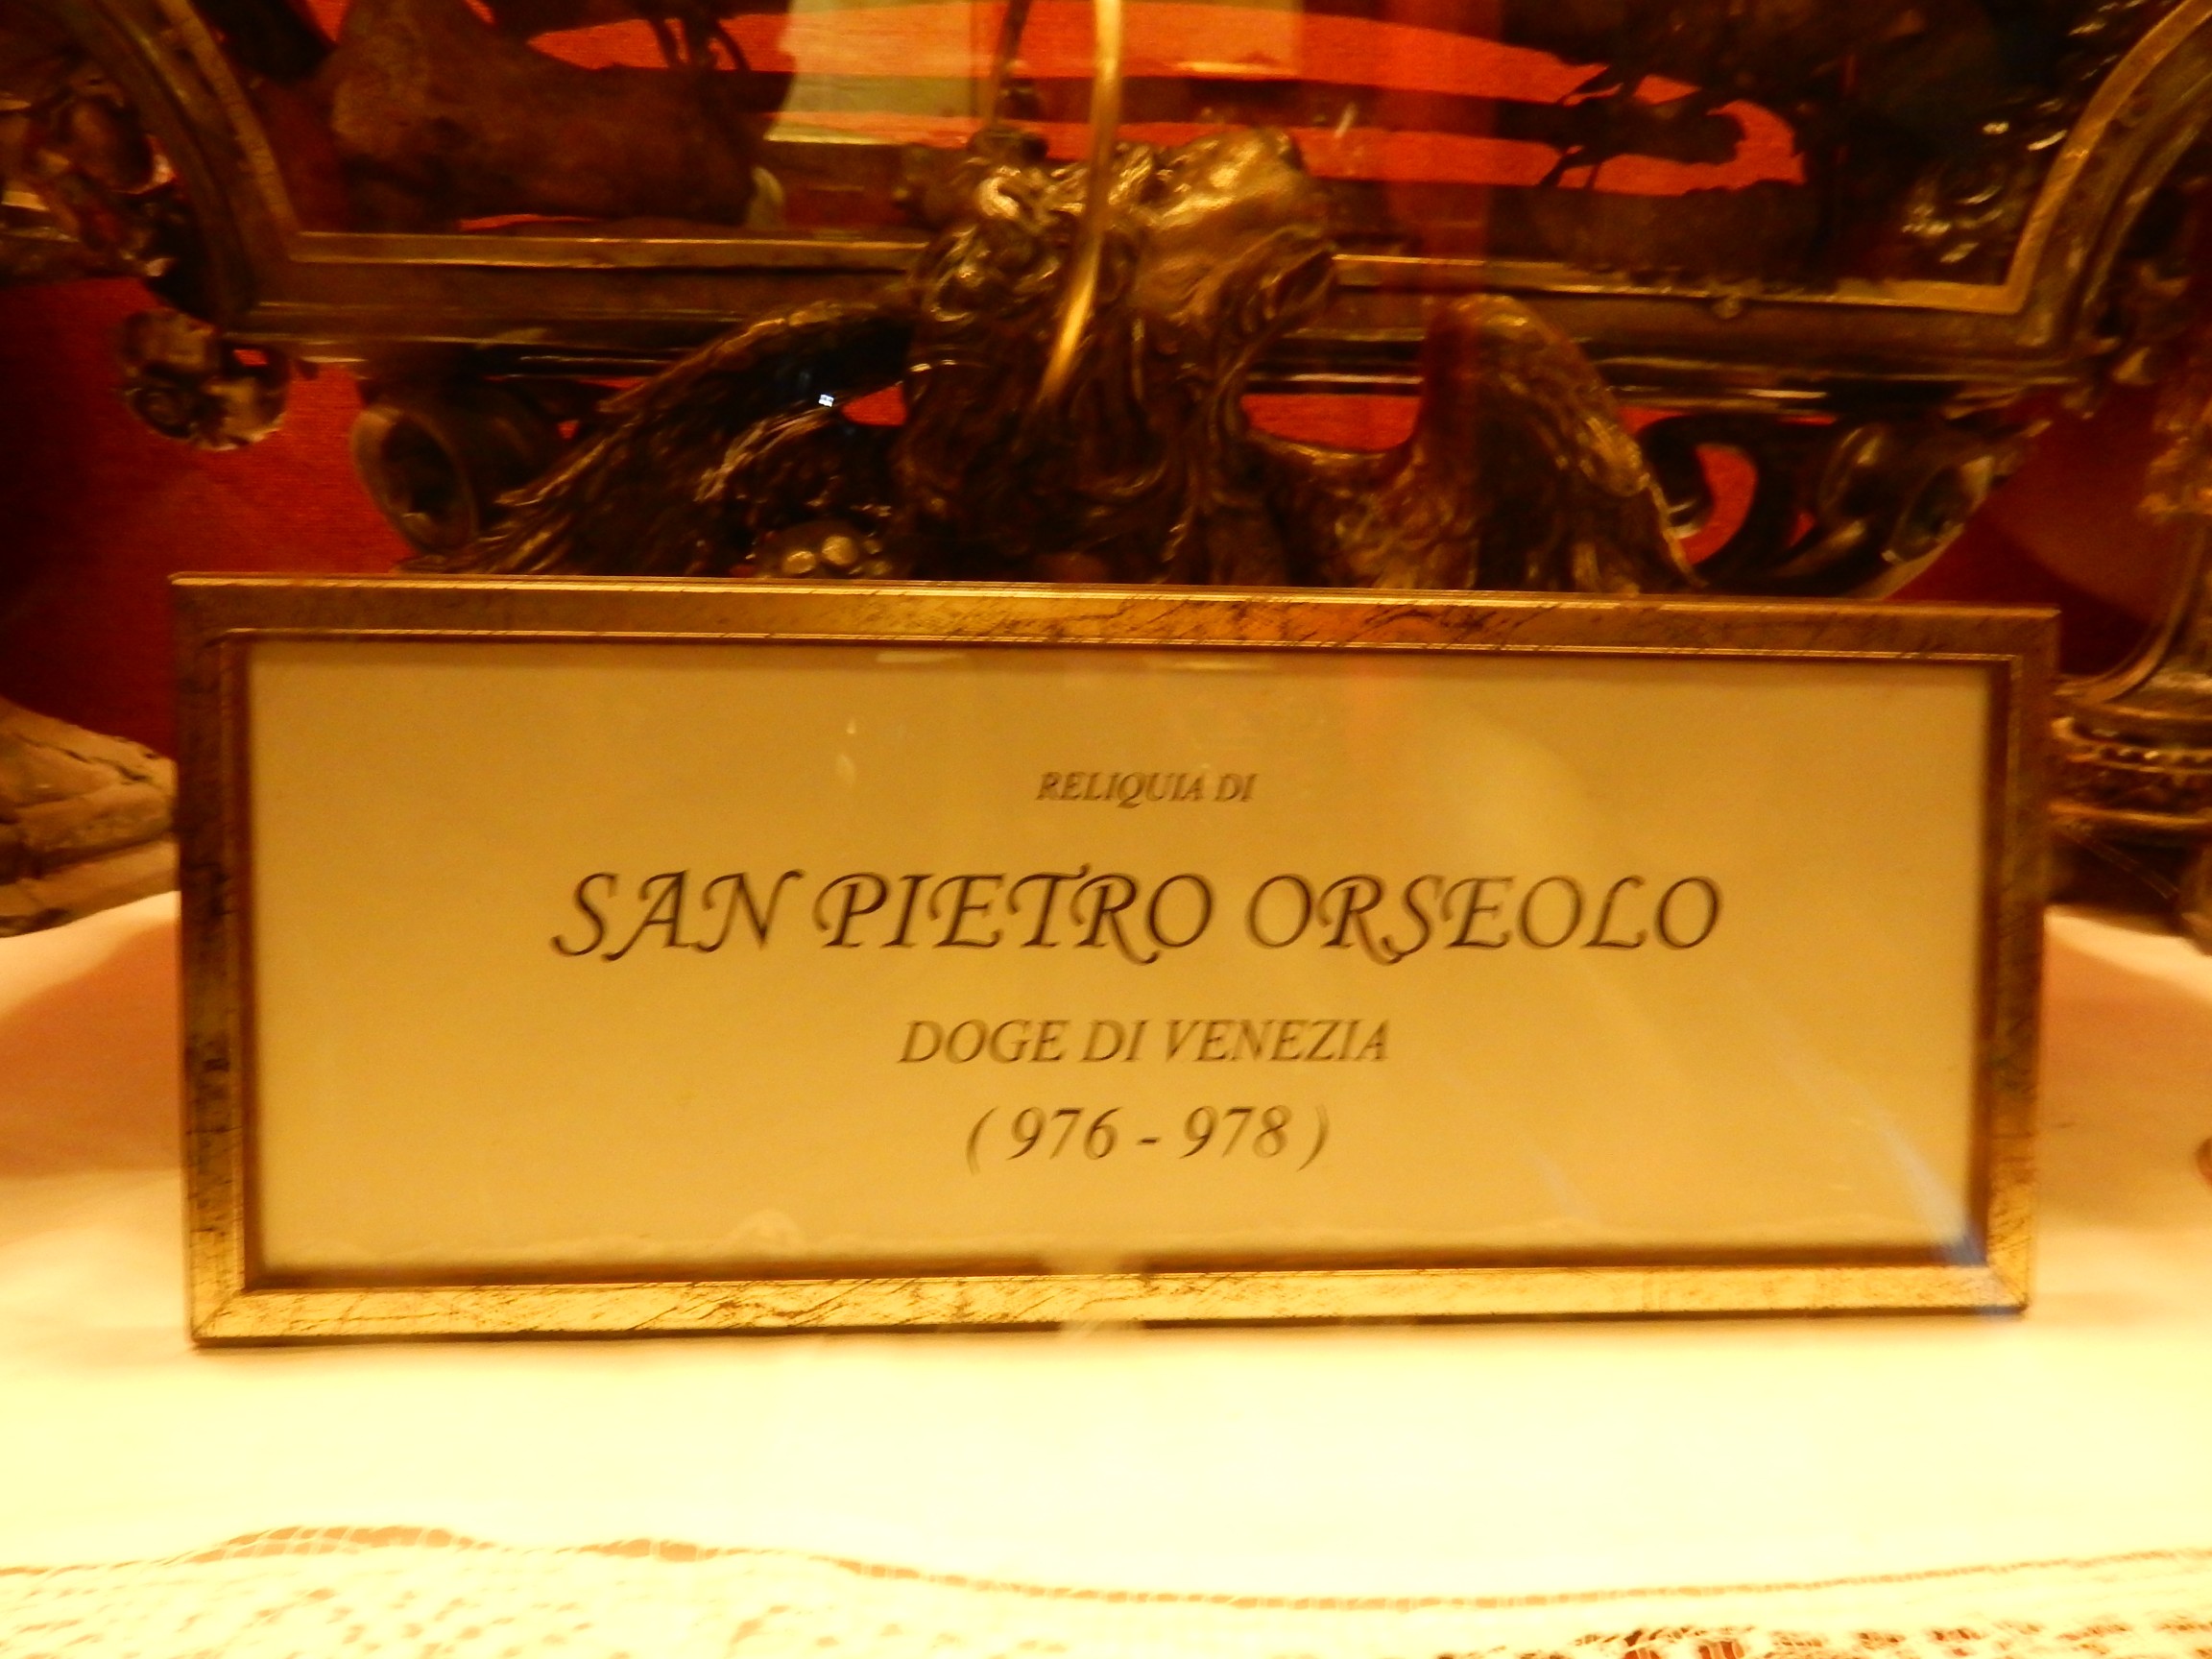 RELIQUIA DI
SAN PIETRO ORSEOLO
DOGE DI VENEZIA
( 976 - 978 )